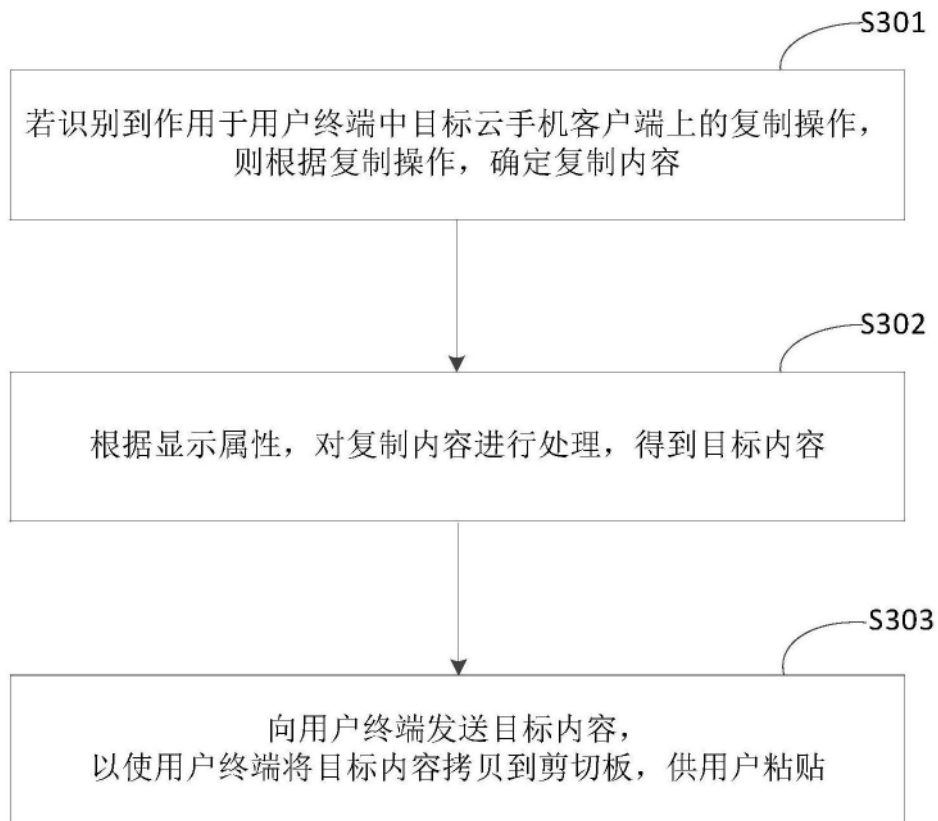 S301
若识别到作用于用户终端中目标云手机客户端上的复制操作，
则根据复制操作，确定复制内容
S302
根据显示属性，对复制内容进行处理，得到目标内容
S303
向用户终端发送目标内容，
以使用户终端将目标内容拷贝到剪切板，供用户粘贴